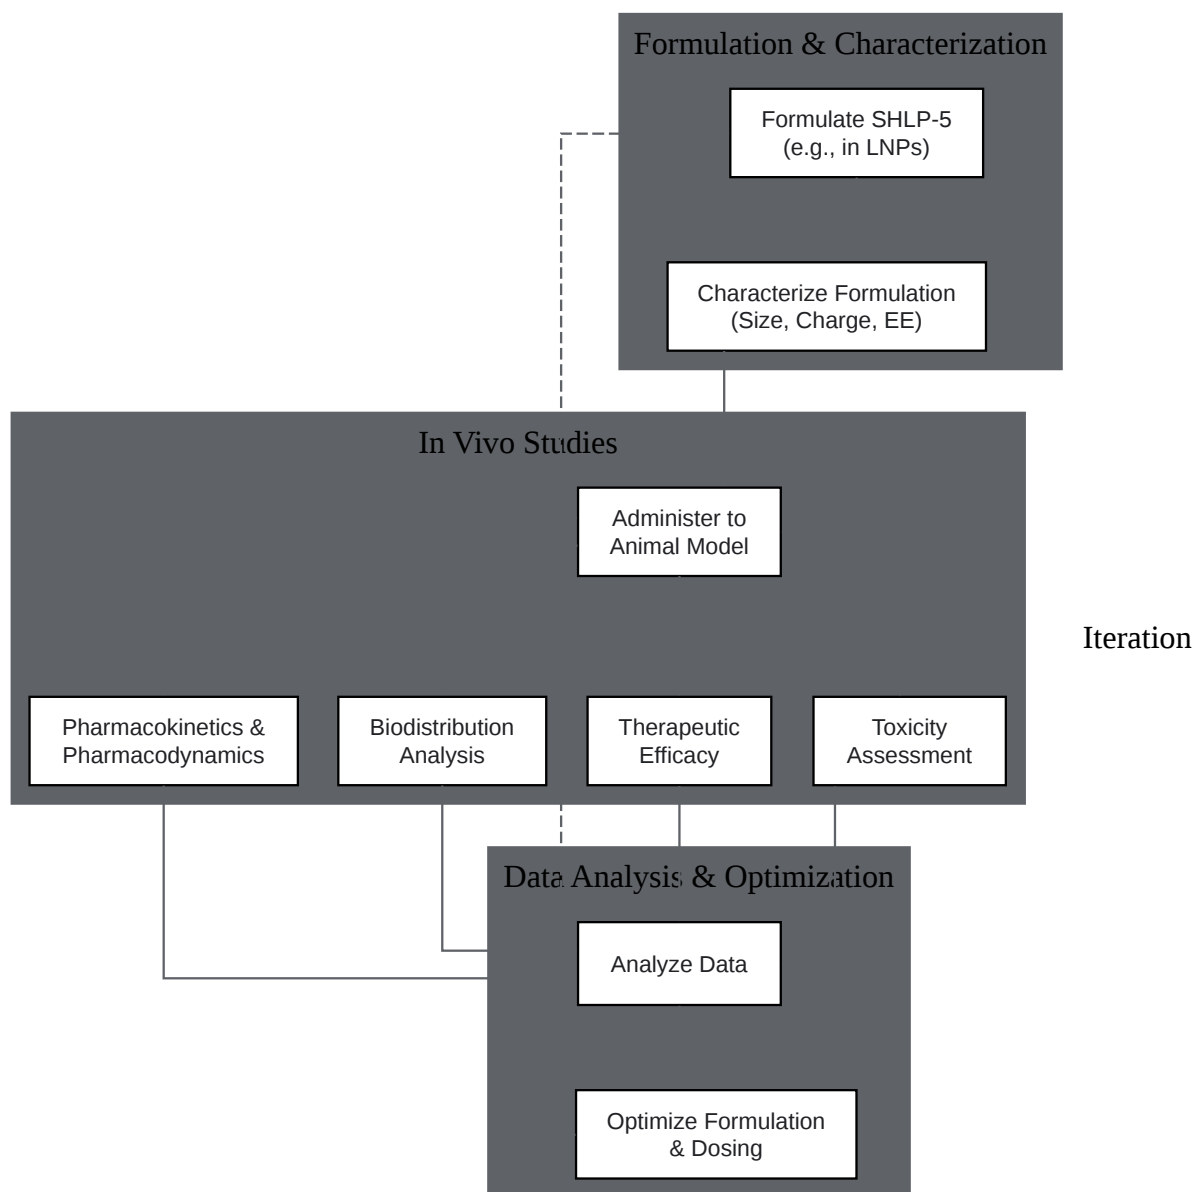 Formulation & Characterization
Formulate SHLP-5
(e.g., in LNPs)
Characterize Formulation
(Size, Charge, EE)
In Vivo Studies
Administer to
Animal Model
Iteration
Pharmacokinetics &
Pharmacodynamics
Biodistribution
Analysis
Therapeutic
Efficacy
Toxicity
Assessment
Data Analysis & Optimization
Analyze Data
Optimize Formulation
& Dosing